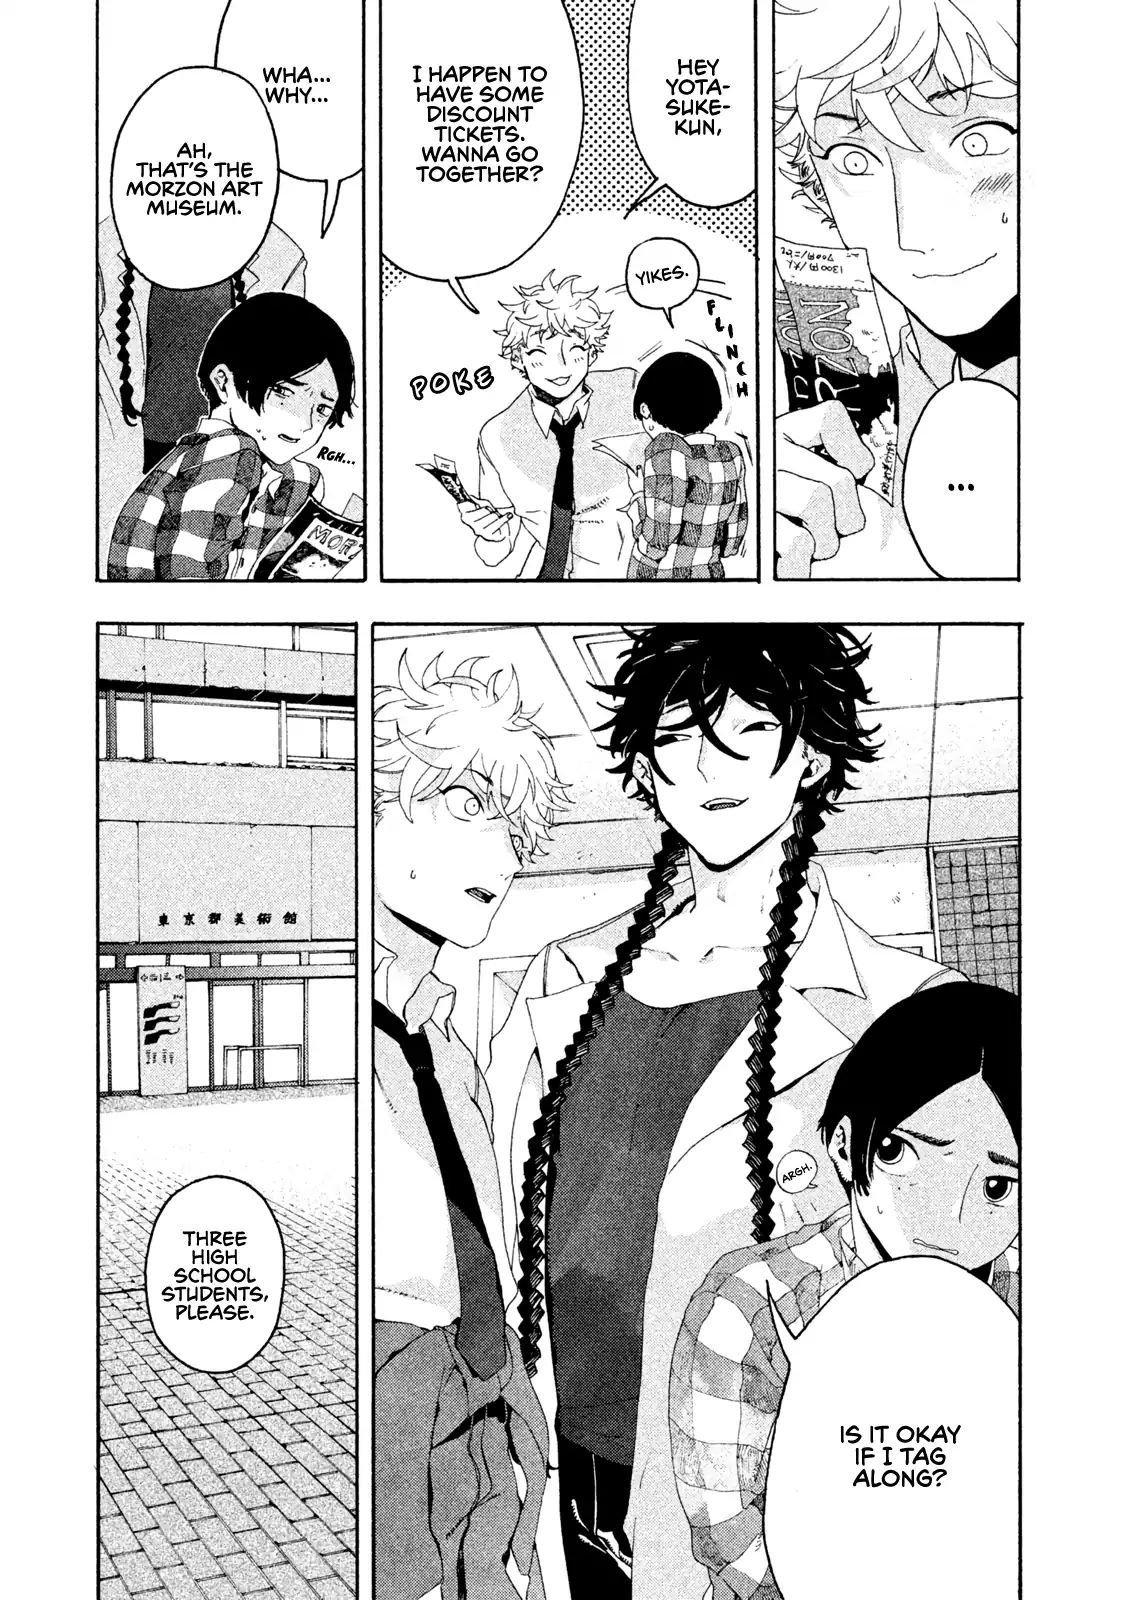 ...
HEY
YOTA-
SUKE-
KUN,
I HAPPEN TO
HAVE SOME
DISCOUNT
TICKETS.
WANNA GO
TOGETHER?
YIKES.
FLINCH
POKE
WHA...
WHY...
AH,
THAT'S THE
MORZON ART
MUSEUM.
RGH...
MORZ
ARGH.
IS IT OKAY
IF I TAG
ALONG?
東京都美術館
THREE
HIGH
SCHOOL
STUDENTS,
PLEASE.